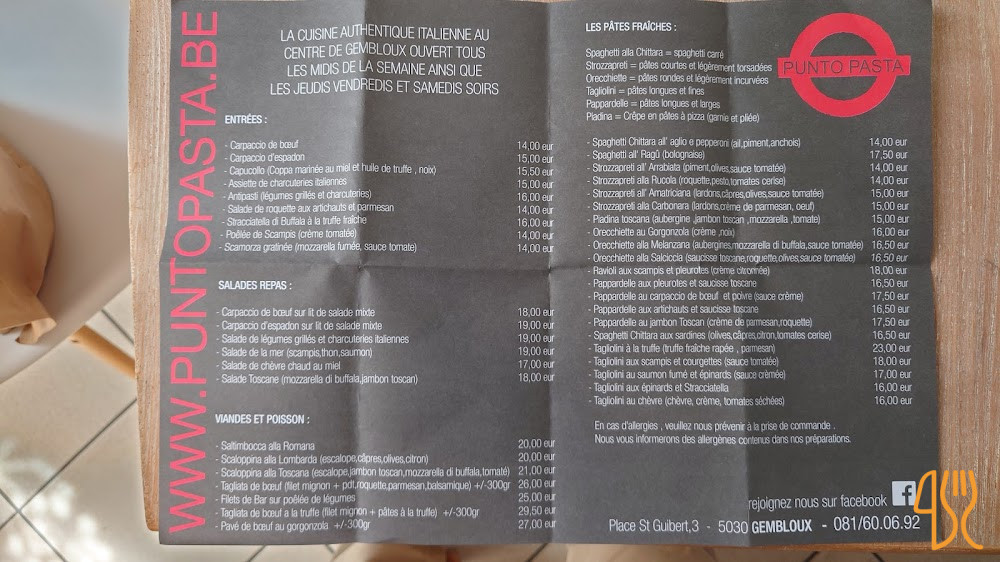 WWW.PUNTOPASTA.BE
LA CUISINE AUTHENTIQUE ITALIENNE AU
CENTRE DE GEMBLOUX OUVERT TOUS
LES MIDIS DE LA SEMAINE AINSI QUE
LES JEUDIS VENDREDIS ET SAMEDIS SOIRS
ENTRÉES :
- Carpaccio de bœuf 14,00 eur
- Carpaccio d'espadon 15,00 eur
- Capucollo (Coppa marinée au miel et huile de truffe , noix) 15,50 eur
- Assiette de charcuteries italiennes 15,00 eur
- Antipasti (légumes grillés et charcuteries) 16,00 eur
- Salade de roquette aux artichauts et parmesan 14,00 eur
- Stracciatella di Buffala à la truffe fraîche 16,00 eur
- Poêlée de Scampis (crème tomatée) 14,00 eur
- Scamorza gratinée (mozzarella fumée, sauce tomate) 14,00 eur
SALADES REPAS :
- Carpaccio de bœuf sur lit de salade mixte 18,00 eur
- Carpaccio d'espadon sur lit de salade mixte 19,00 eur
- Salade de légumes grillés et charcuteries italiennes 19,00 eur
- Salade de la mer (scampis,thon,saumon) 19,00 eur
- Salade de chèvre chaud au miel 17,00 eur
- Salade Toscane (mozzarella di buffala,jambon toscan) 18,00 eur
VIANDES ET POISSON :
- Saltimbocca alla Romana 20,00 eur
- Scaloppina alla Lombarda (escalope,câpres,olives,citron) 20,00 eur
- Scaloppina alla Toscana (escalope,jambon toscan,mozzarella di buffala,tomate) 21,00 eur
- Tagliata de bœuf (filet mignon + pdt,roquette,parmesan,balsamique) +/-300gr 26,00 eur
- Filets de Bar sur poêlée de légumes 25,00 eur
- Tagliata de bœuf a la truffe (filet mignon + pâtes à la truffe) +/-300gr 29,50 eur
- Pavé de bœuf au gorgonzola +/-300gr 27,00 eur
LES PÂTES FRAÎCHES :
Spaghetti alla Chittara = spaghetti carré
Strozzapreti = pâtes courtes et légèrement torsadées
Orecchiette = pâtes rondes et légèrement incurvées
Tagliolini = pâtes longues et fines
Pappardelle = pâtes longues et larges
Piadina = Crêpe en pâtes à pizza (garnie et pliée)
PUNTO PASTA
- Spaghetti Chittara all' aglio e pepperoni (ail,piment,anchois) 14,00 eur
- Spaghetti all' Ragû (bolognaise) 17,50 eur
- Strozzapreti all' Arrabiata (piment,olives,sauce tomatée) 14,00 eur
- Strozzapreti alla Rucola (roquette,pesto,tomates cerise) 14,00 eur
- Strozzapreti all' Amatriciana (lardons,câpres,olives,sauce tomatée) 15,00 eur
- Strozzapreti alla Carbonara (lardons,crème de parmesan, oeuf) 15,00 eur
- Piadina toscana (aubergine ,jambon toscan ,mozzarella ,tomate) 15,00 eur
- Orecchiette au Gorgonzola (crème ,noix) 16,00 eur
- Orecchiette alla Melanzana (aubergines,mozzarella di buffala,sauce tomatée) 16,50 eur
- Orecchiette alla Salciccia (saucisse toscane,roquette,olives,sauce tomatée) 16,50 eur
- Ravioli aux scampis et pleurotes (crème citronnée) 18,00 eur
- Pappardelle aux pleurotes et saucisse toscane 16,50 eur
- Pappardelle au carpaccio de bœuf et poivre (sauce crème) 17,50 eur
- Pappardelle aux artichauts et saucisse toscane 16,50 eur
- Pappardelle au jambon Toscan (crème de parmesan,roquette) 17,50 eur
- Spaghetti Chittara aux sardines (olives,câpres,citron,tomates cerise) 16,50 eur
- Tagliolini à la truffe (truffe fraîche rapée , parmesan) 23,00 eur
- Tagliolini aux scampis et courgettes (sauce tomatée) 18,00 eur
- Tagliolini au saumon fumé et épinards (sauce crèmée) 17,00 eur
- Tagliolini aux épinards et Stracciatella 16,00 eur
- Tagliolini au chèvre (chèvre, crème, tomates séchées) 16,00 eur
En cas d'allergies , veuillez nous prévenir à la prise de commande .
Nous vous informerons des allergènes contenus dans nos préparations.
rejoignez nous sur facebook f
Place St Guibert,3 - 5030 GEMBLOUX - 081/60.06.92